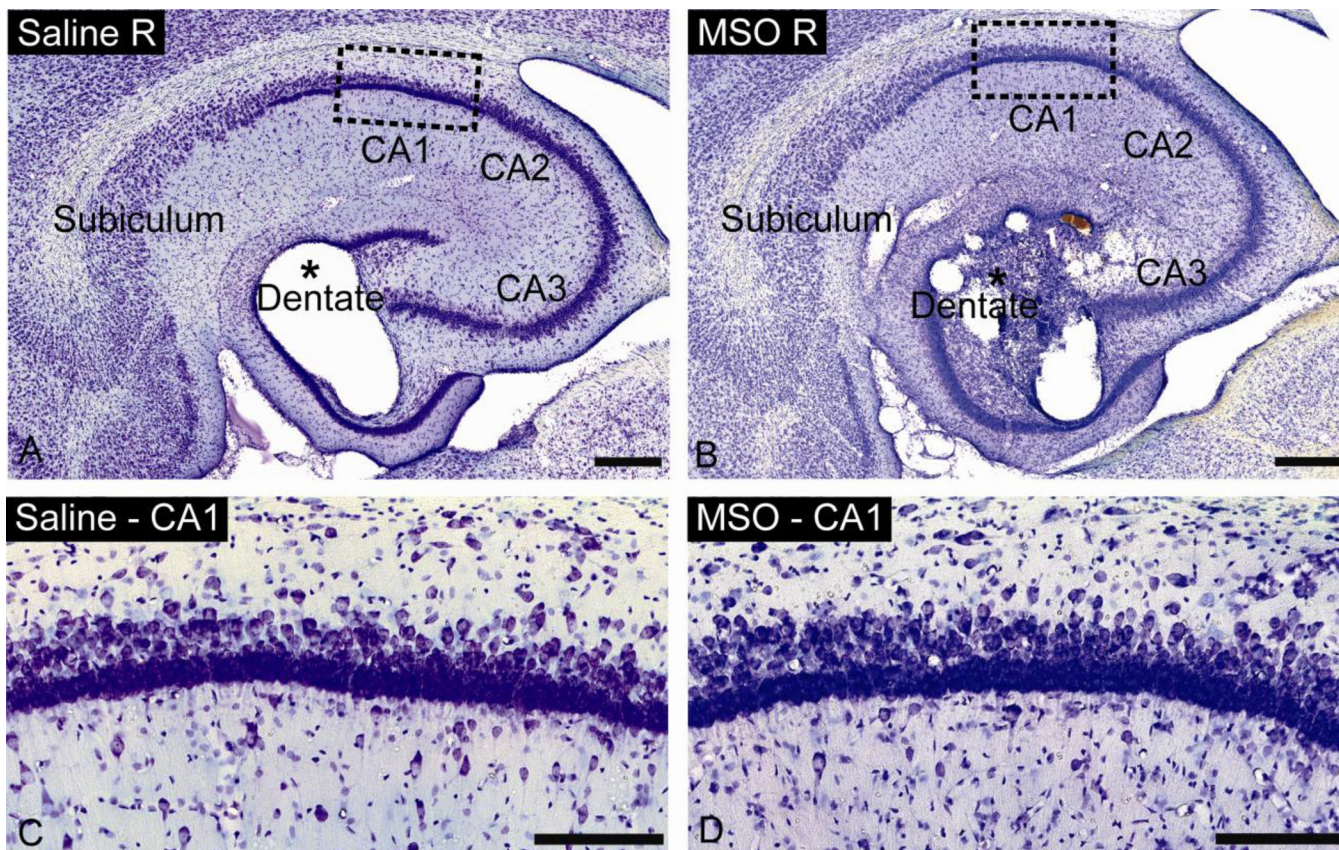 Saline R
CA1
CA2
Subiculum
*
Dentate
CA3
A
MSO R
CA1
CA2
Subiculum
*
Dentate
CA3
B
Saline - CA1
C
MSO - CA1
D